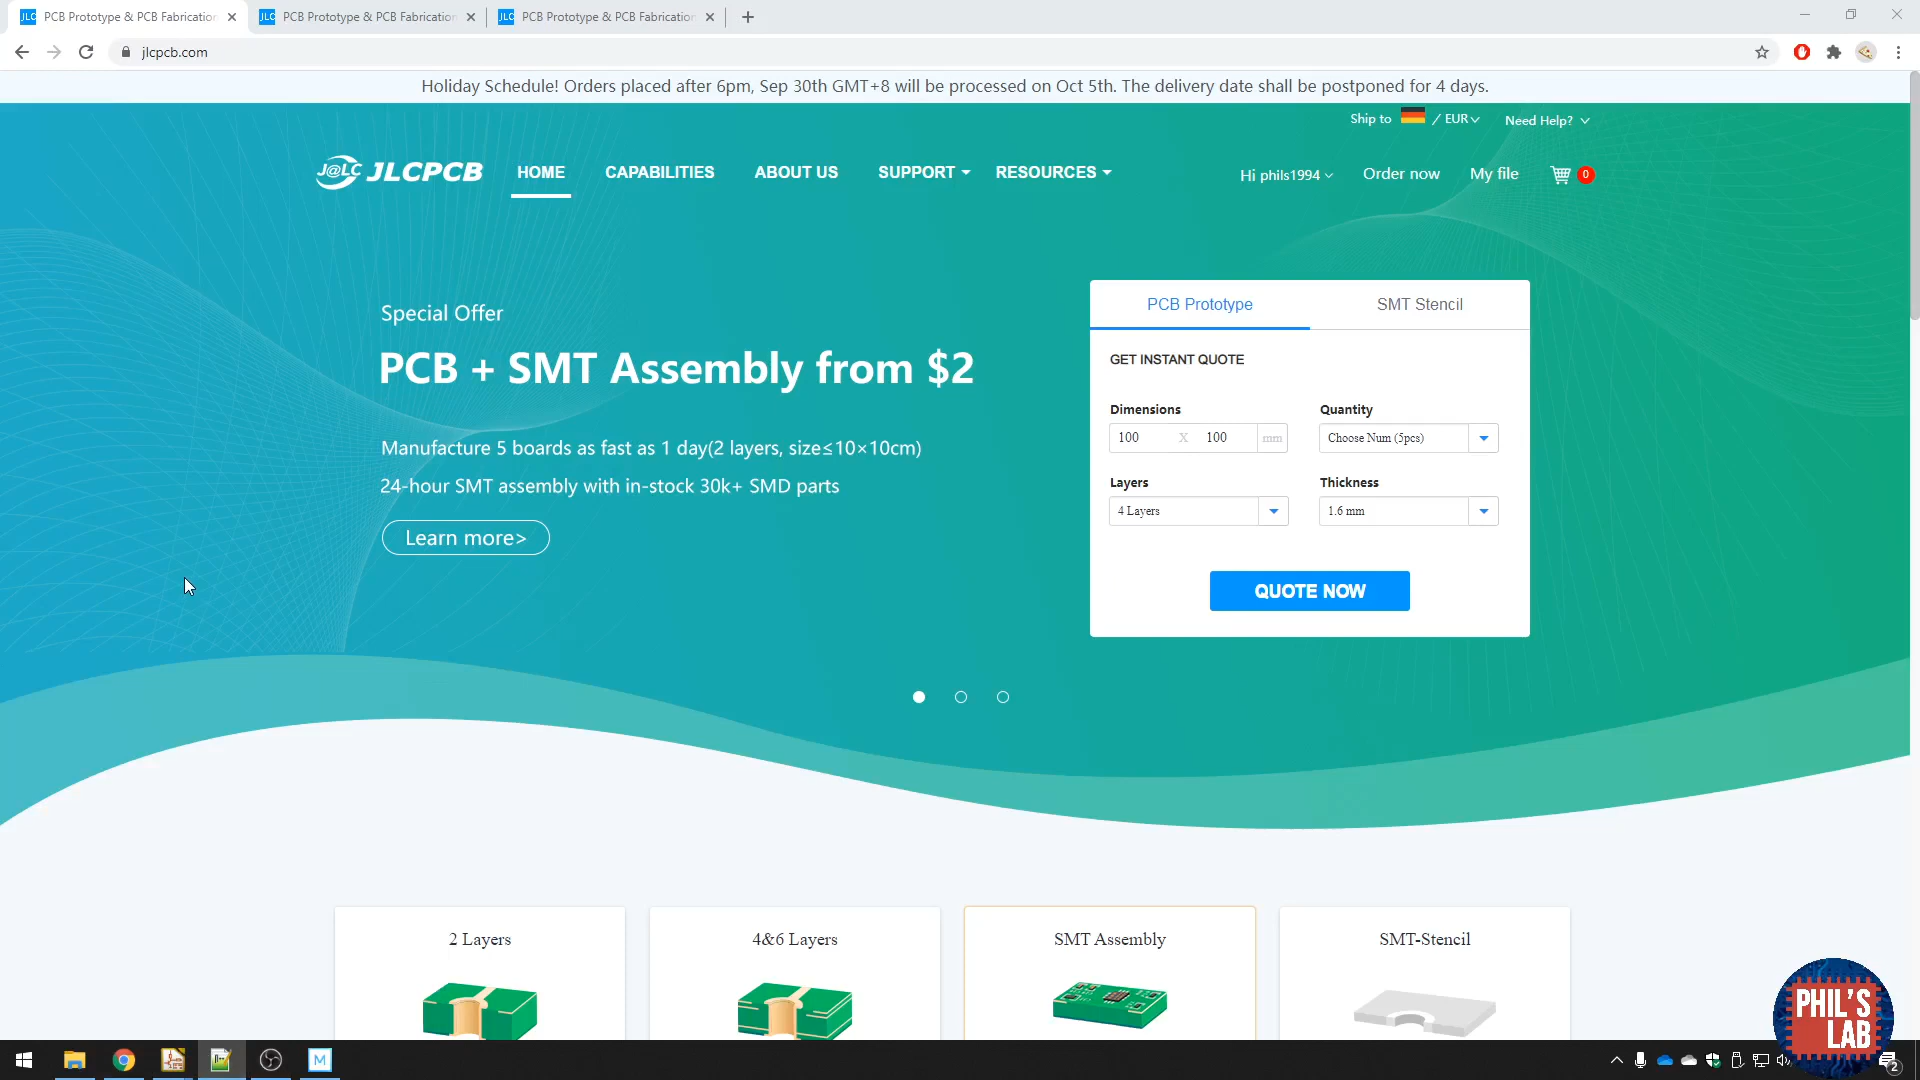 PCB Prototype & PCB Fabrication
PCB Prototype & PCB Fabrication
PCB Prototype & PCB Fabrication
jlcpcb.com
Holiday Schedule! Orders placed after 6pm, Sep 30th GMT+8 will be processed on Oct 5th. The delivery date shall be postponed for 4 days.
Ship to / EUR Need Help?
J@LC JLCPCB HOME CAPABILITIES ABOUT US SUPPORT RESOURCES Hi phils1994 Order now My file 0
Special Offer
PCB + SMT Assembly from $2
Manufacture 5 boards as fast as 1 day(2 layers, size≤10×10cm)
24-hour SMT assembly with in-stock 30k+ SMD parts
Learn more>
PCB Prototype SMT Stencil
GET INSTANT QUOTE
Dimensions Quantity
100 X 100 mm Choose Num (5pcs)
Layers Thickness
4 Layers 1.6 mm
QUOTE NOW
2 Layers 4&6 Layers SMT Assembly SMT-Stencil
PHIL'S
LAB
M
2